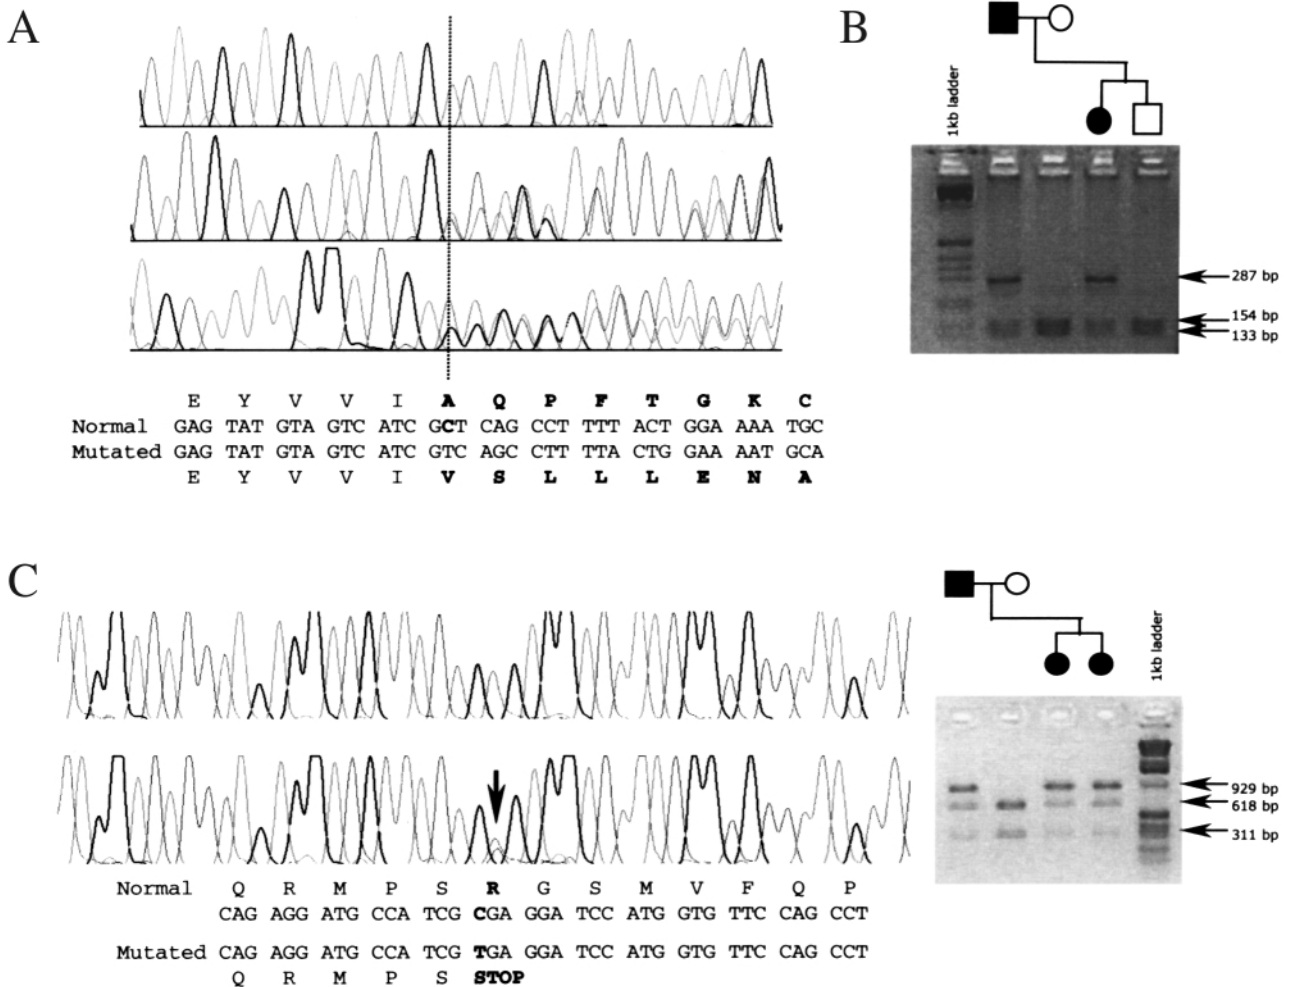 A
B
1kb ladder
287 bp
154 bp
133 bp
E Y V V I A Q P F T G K C
Normal GAG TAT GTA GTC ATC GCT CAG CCT TTT ACT GGA AAA TGC
Mutated GAG TAT GTA GTC ATC GTC AGC CTT TTA CTG GAA AAT GCA
E Y V V I V S L L L E N A
C
1kb ladder
929 bp
618 bp
311 bp
Normal Q R M P S R G S M V F Q P
CAG AGG ATG CCA TCG CGA GGA TCC ATG GTG TTC CAG CCT
Mutated CAG AGG ATG CCA TCG TGA GGA TCC ATG GTG TTC CAG CCT
Q R M P S STOP